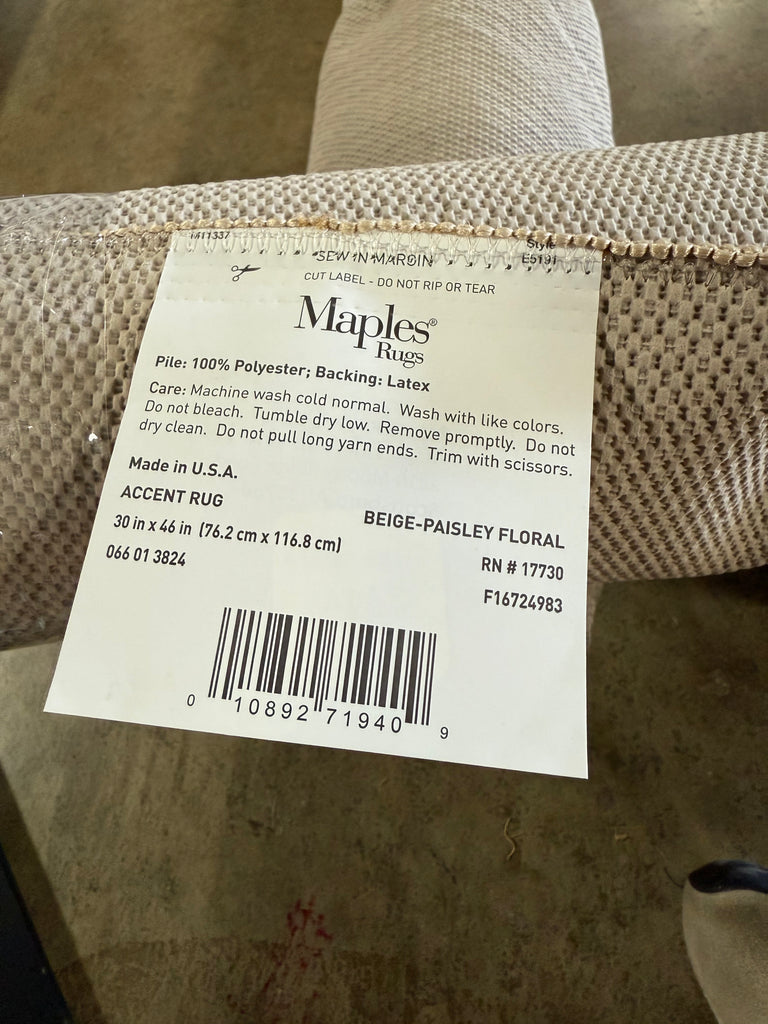 M11337
Style
E5191
SEW IN MARGIN
CUT LABEL - DO NOT RIP OR TEAR
Maples®
Rugs
Pile: 100% Polyester; Backing: Latex
Care: Machine wash cold normal. Wash with like colors.
Do not bleach. Tumble dry low. Remove promptly. Do not
dry clean. Do not pull long yarn ends. Trim with scissors.
Made in U.S.A.
ACCENT RUG
30 in x 46 in (76.2 cm x 116.8 cm)
066 01 3824
BEIGE-PAISLEY FLORAL
RN # 17730
F16724983
0 10892 71940 9